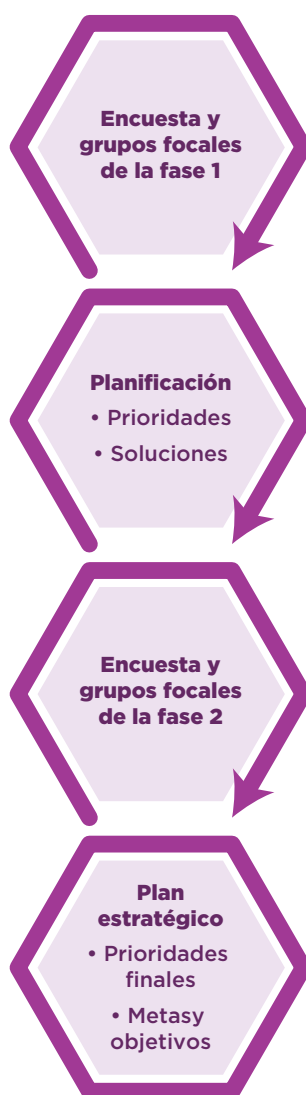 Encuesta y
grupos focales
de la fase 1
Planificación
• Prioridades
• Soluciones
Encuesta y
grupos focales
de la fase 2
Plan
estratégico
• Prioridades
finales
• Metasy
objetivos